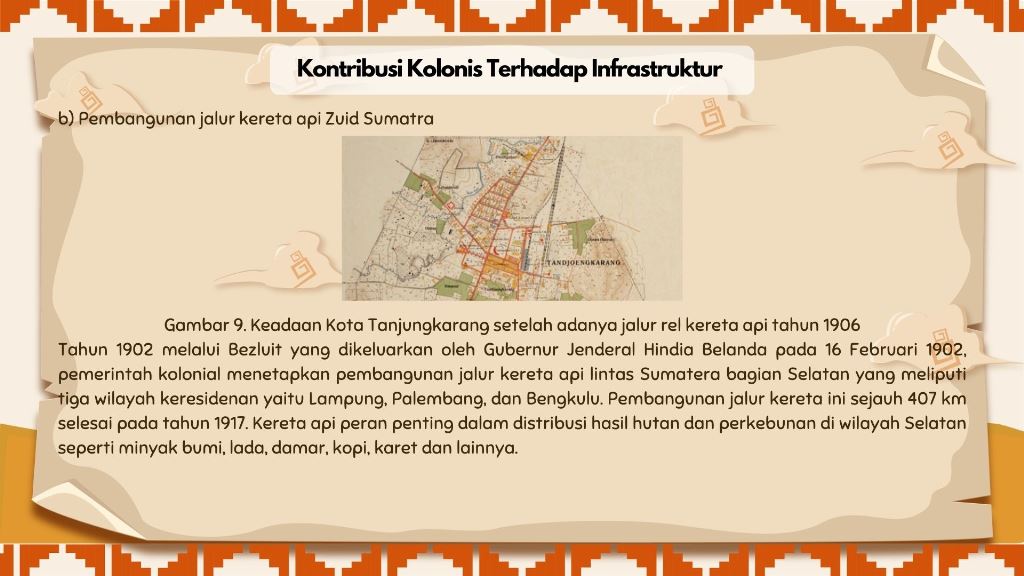 Kontribusi Kolonis Terhadap Infrastruktur
b) Pembangunan jalur kereta api Zuid Sumatra
TANDJOENGKARANG
Gambar 9. Keadaan Kota Tanjungkarang setelah adanya jalur rel kereta api tahun 1906
Tahun 1902 melalui Bezluit yang dikeluarkan oleh Gubernur Jenderal Hindia Belanda pada 16 Februari 1902,
pemerintah kolonial menetapkan pembangunan jalur kereta api lintas Sumatera bagian Selatan yang meliputi
tiga wilayah keresidenan yaitu Lampung, Palembang, dan Bengkulu. Pembangunan jalur kereta ini sejauh 407 km
selesai pada tahun 1917. Kereta api peran penting dalam distribusi hasil hutan dan perkebunan di wilayah Selatan
seperti minyak bumi, lada, damar, kopi, karet dan lainnya.